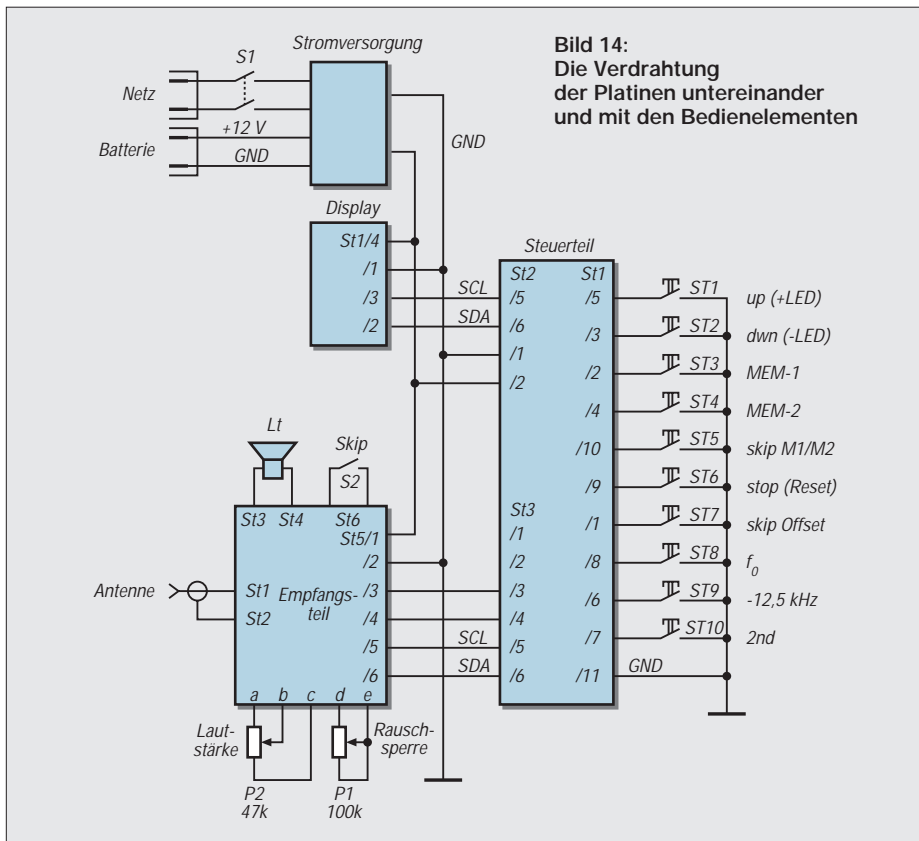 Bild 14:
Die Verdrahtung
der Platinen untereinander
und mit den Bedienelementen
Stromversorgung
S1
Netz
+12 V
Batterie
GND
GND
Display
St1/4
/1
/3
/2
SCL
SDA
Steuerteil
St2
/5
/6
/1
/2
St3
/1
/2
/3
/4
/5
/6
St1
/5
/3
/2
/4
/10
/9
/1
/8
/6
/7
/11
ST1 up (+LED)
ST2 dwn (-LED)
ST3 MEM-1
ST4 MEM-2
ST5 skip M1/M2
ST6 stop (Reset)
ST7 skip Offset
ST8 f0
ST9 -12,5 kHz
ST10 2nd
GND
Lt
Skip
S2
St3 St4 St6
St5/1
/2
/3
/4
/5
/6
SCL
SDA
Antenne
St1
St2
Empfangs-
teil
a b c d e
Laut-
stärke
Rausch-
sperre
P2
47k
P1
100k